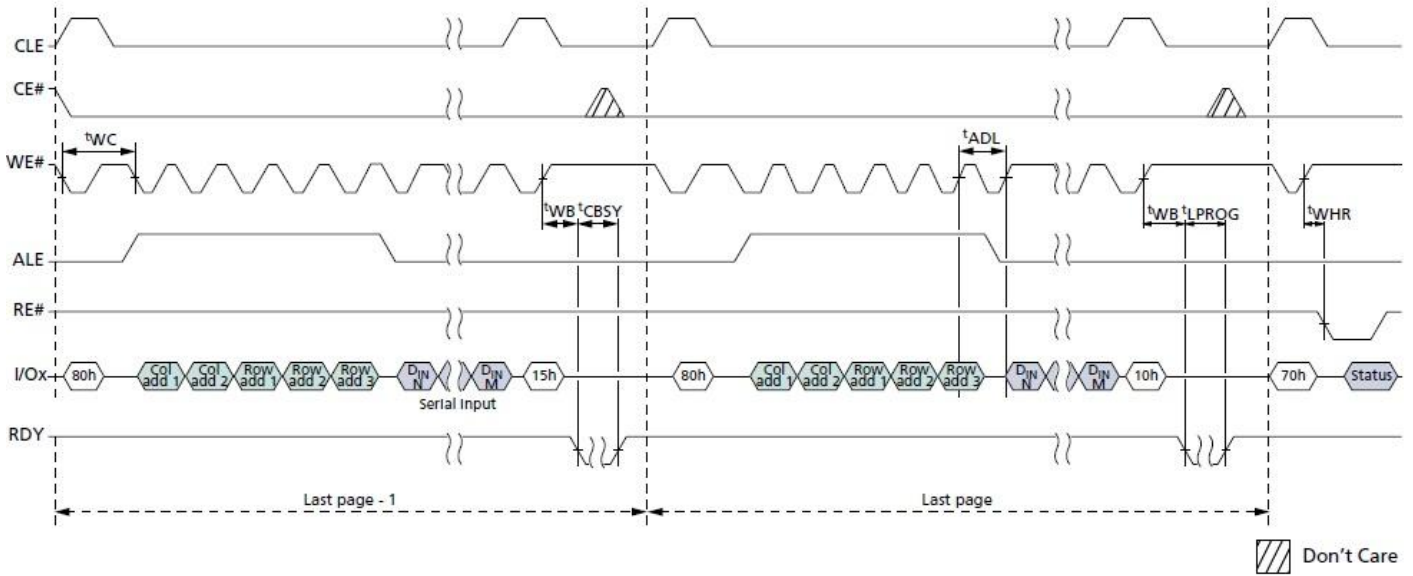 CLE
CE#
tWC
tADL
WE#
tWB tCBSY
tWB tLPROG
tWHR
ALE
RE#
I/Ox
80h
Col add 1
Col add 2
Row add 1
Row add 2
Row add 3
DIN N
DIN M
15h
80h
Col add 1
Col add 2
Row add 1
Row add 2
Row add 3
DIN N
DIN M
10h
70h
Status
Serial input
RDY
Last page - 1
Last page
Don't Care